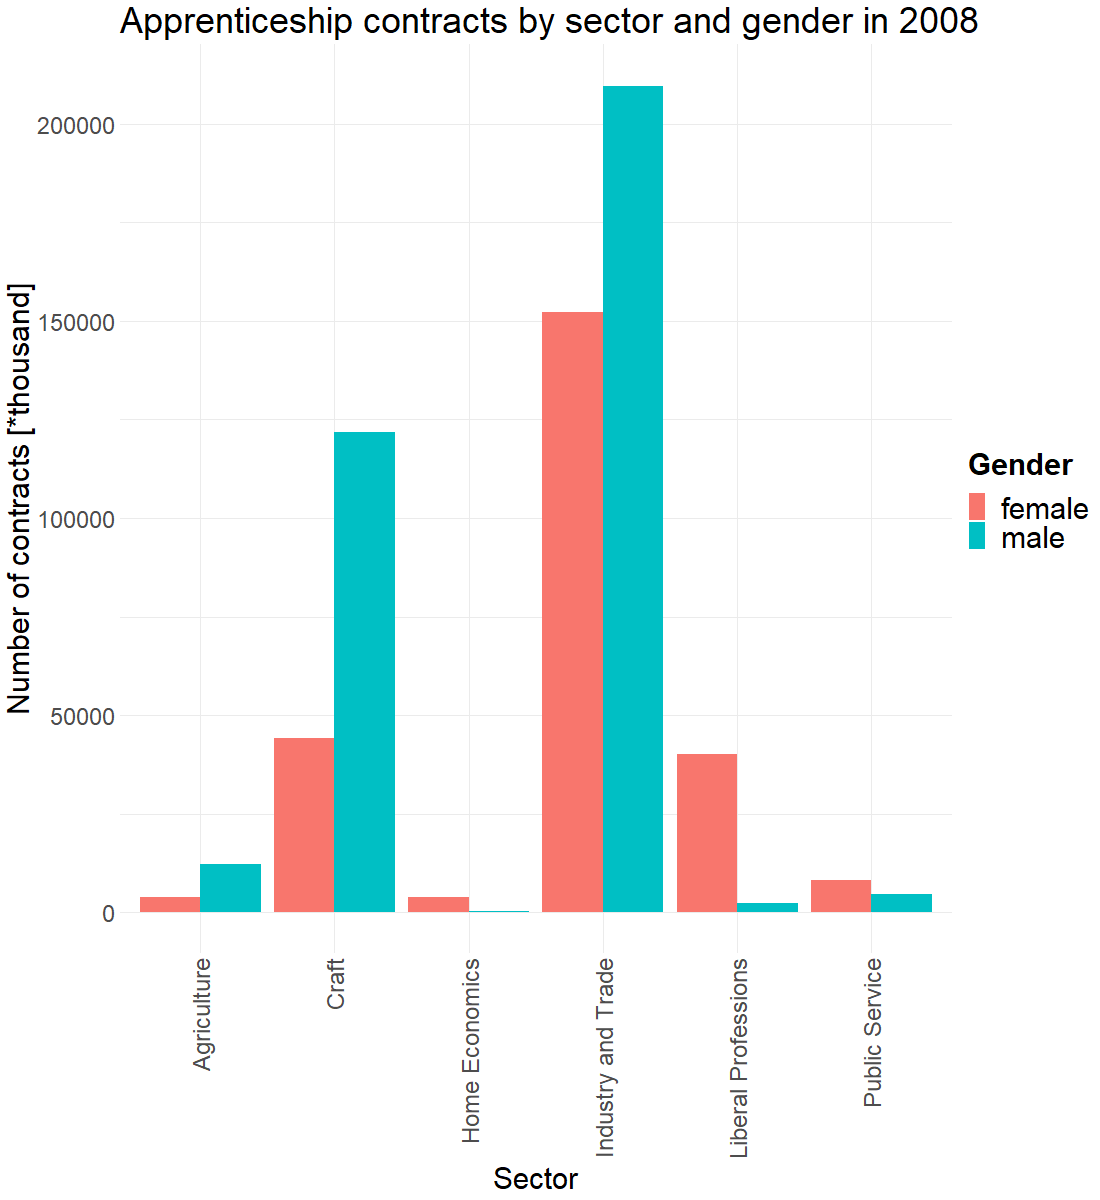 Apprenticeship contracts by sector and gender in 2008
Number of contracts [*thousand]
200000
150000
100000
50000
0
Agriculture
Craft
Home Economics
Industry and Trade
Liberal Professions
Public Service
Sector
Gender
female
male